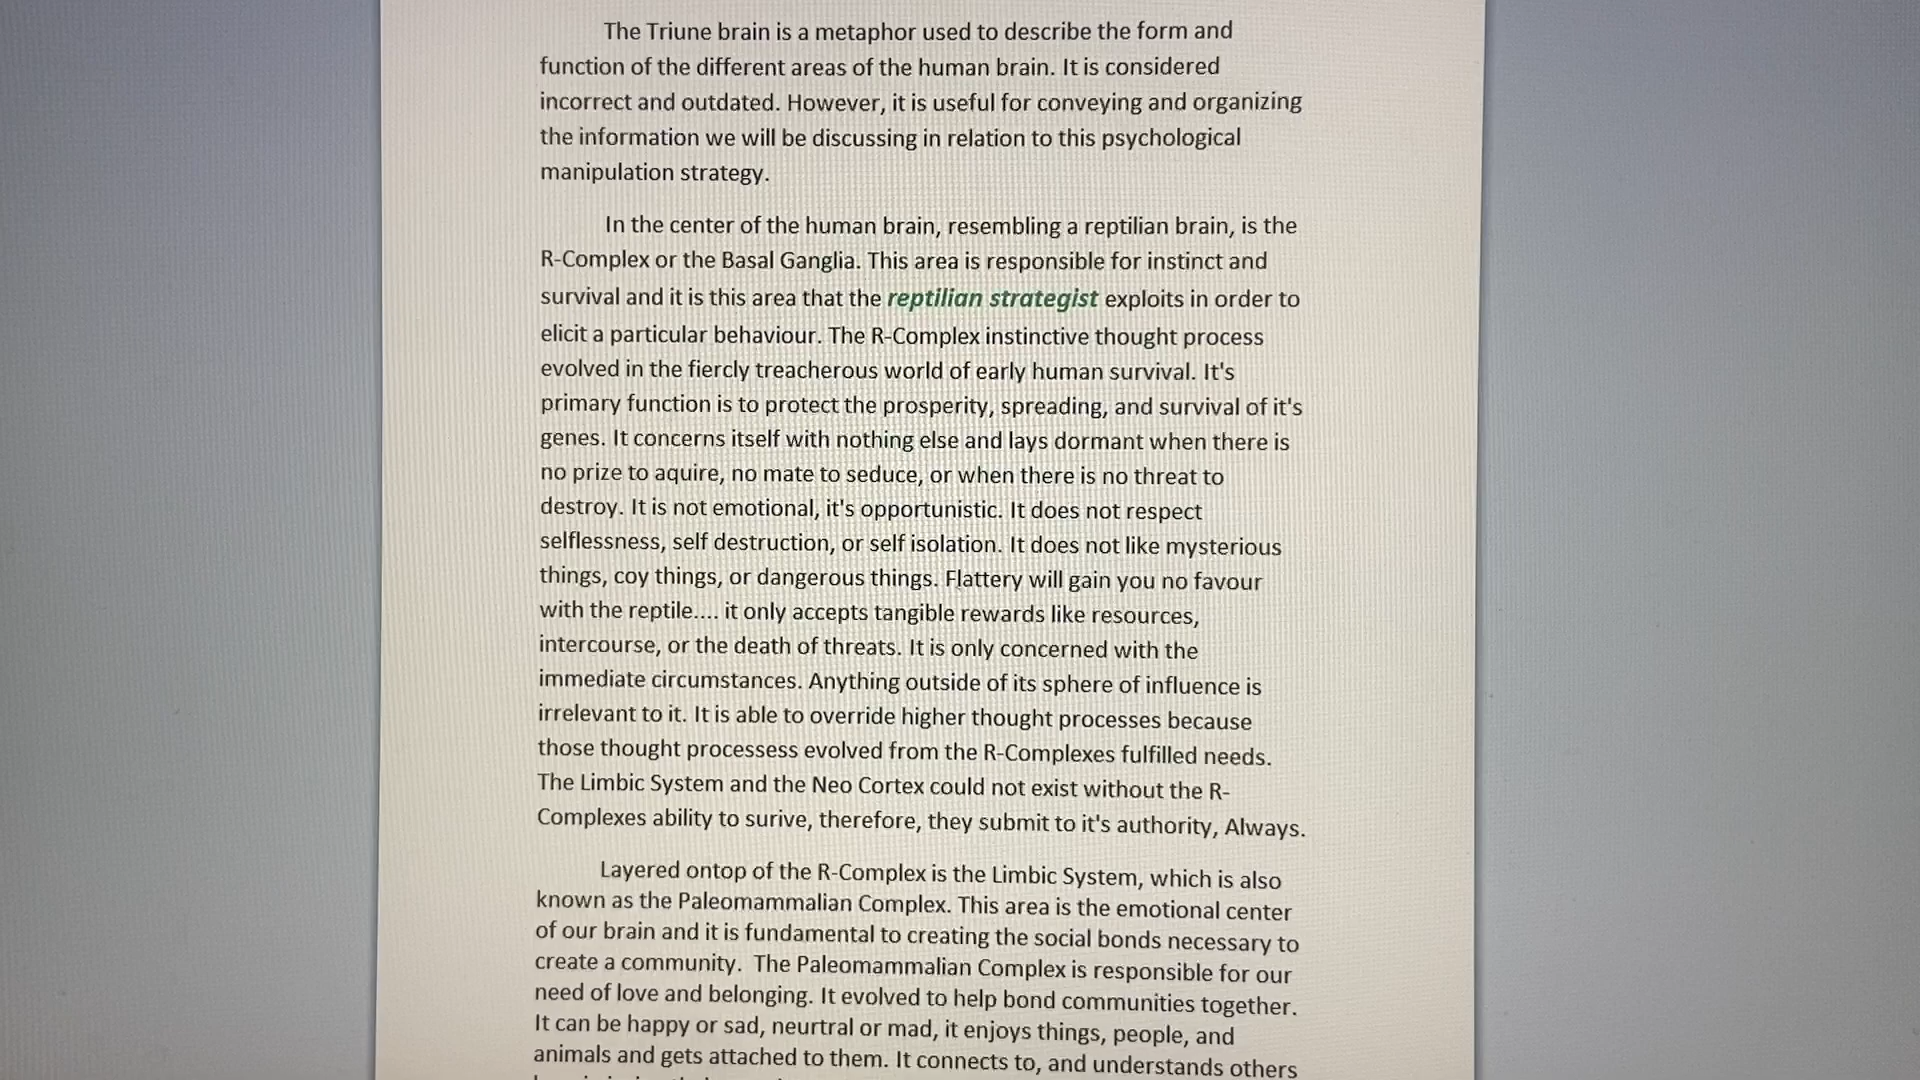 The Triune brain is a metaphor used to describe the form and
function of the different areas of the human brain. It is considered
incorrect and outdated. However, it is useful for conveying and organizing
the information we will be discussing in relation to this psychological
manipulation strategy.
In the center of the human brain, resembling a reptilian brain, is the
R-Complex or the Basal Ganglia. This area is responsible for instinct and
survival and it is this area that the reptilian strategist exploits in order to
elicit a particular behaviour. The R-Complex instinctive thought process
evolved in the fiercly treacherous world of early human survival. It's
primary function is to protect the prosperity, spreading, and survival of it's
genes. It concerns itself with nothing else and lays dormant when there is
no prize to aquire, no mate to seduce, or when there is no threat to
destroy. It is not emotional, it's opportunistic. It does not respect
selflessness, self destruction, or self isolation. It does not like mysterious
things, coy things, or dangerous things. Flattery will gain you no favour
with the reptile.... it only accepts tangible rewards like resources,
intercourse, or the death of threats. It is only concerned with the
immediate circumstances. Anything outside of its sphere of influence is
irrelevant to it. It is able to override higher thought processes because
those thought processess evolved from the R-Complexes fulfilled needs.
The Limbic System and the Neo Cortex could not exist without the R-
Complexes ability to surive, therefore, they submit to it's authority, Always.
Layered ontop of the R-Complex is the Limbic System, which is also
known as the Paleomammalian Complex. This area is the emotional center
of our brain and it is fundamental to creating the social bonds necessary to
create a community.  The Paleomammalian Complex is responsible for our
need of love and belonging. It evolved to help bond communities together.
It can be happy or sad, neurtral or mad, it enjoys things, people, and
animals and gets attached to them. It connects to, and understands others